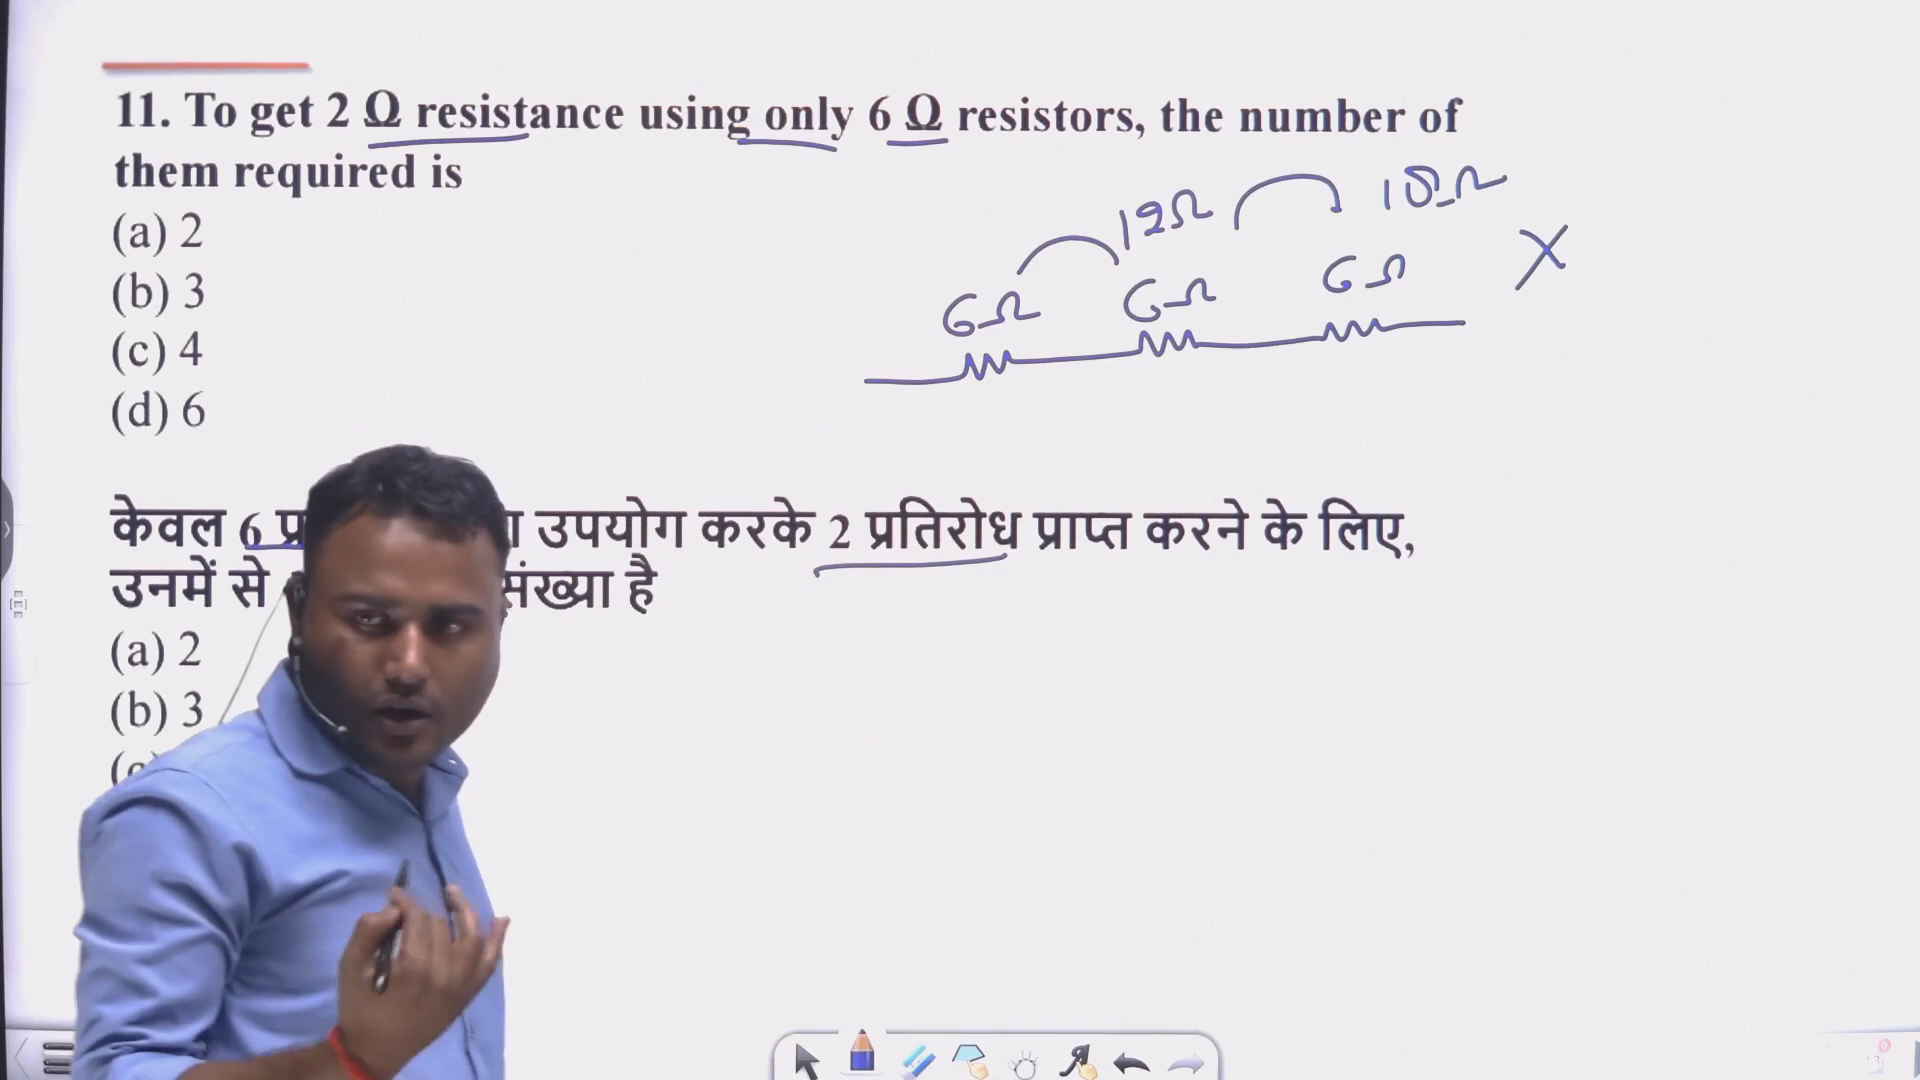 11. To get 2 Ω resistance using only 6 Ω resistors, the number of
them required is
(a) 2
(b) 3
(c) 4
(d) 6
12Ω 18Ω
6Ω 6Ω 6Ω X
केवल 6 उपयोग करके 2 प्रतिरोध प्राप्त करने के लिए,
उनमें से संख्या है
(a) 2
(b) 3